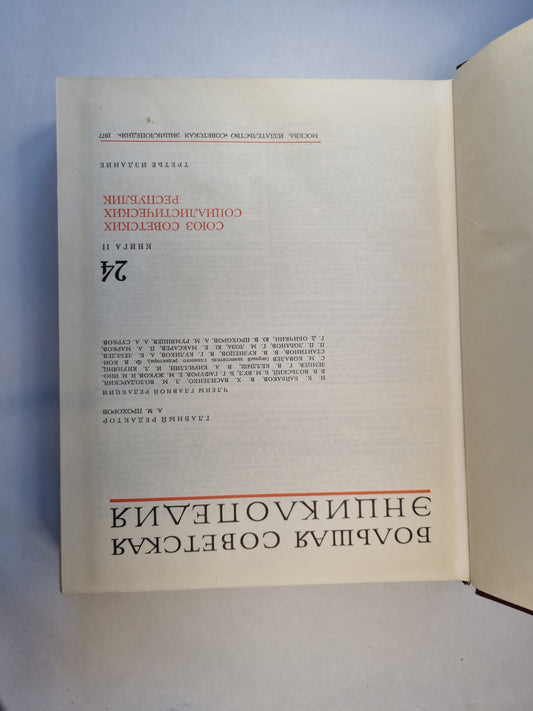 БОЛЬШАЯ СОВЕТСКАЯ
ЭНЦИКЛОПЕДИЯ
ГЛАВНЫЙ РЕДАКТОР
А. М. ПРОХОРОВ
ЧЛЕНЫ ГЛАВНОЙ РЕДАКЦИИ
Н. К. БАЙБАКОВ, В. Х. ВАСИЛЕНКО, Л. М. ВОЛОДАРСКИЙ,
В. В. ВОЛЬСКИЙ, Б. М. ВУЛ, Б. Г. ГАФУРОВ, Е. М. ЖУКОВ, Н. Н. ИНО-
ЗЕМЦЕВ, Г. В. КЕЛДЫШ, В. А. КИРИЛЛИН, И. Л. КНУНЯНЦ,
С. М. КОВАЛЕВ (первый заместитель главного редактора), Ф. В. КОН-
СТАНТИНОВ, В. В. КУЗНЕЦОВ, В. Г. КУЛИКОВ, А. К. ЛЕБЕДЕВ,
П. П. ЛОБАНОВ, Г. М. ЛОЗА, Ю. Е. МАКСАРЕВ, П. А. МАРКОВ,
Г. Д. ОБИЧКИН, Ю. В. ПРОХОРОВ, А. М. РУМЯНЦЕВ, А. А. СУРКОВ,
24
КНИГА II
СОЮЗ СОВЕТСКИХ
СОЦИАЛИСТИЧЕСКИХ
РЕСПУБЛИК
ТРЕТЬЕ ИЗДАНИЕ
МОСКВА. ИЗДАТЕЛЬСТВО «СОВЕТСКАЯ ЭНЦИКЛОПЕДИЯ». 1977